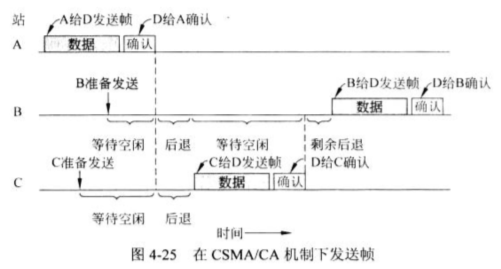 站 A给D发送帧 D给A确认
A 数据 确认
B准备发送 B给D发送帧 D给B确认
B 数据 确认
等待空闲 后退 等待空闲 剩余后退
C准备发送 C给D发送帧 D给C确认
C 数据 确认
等待空闲 后退
时间
图 4-25 在 CSMA/CA 机制下发送帧